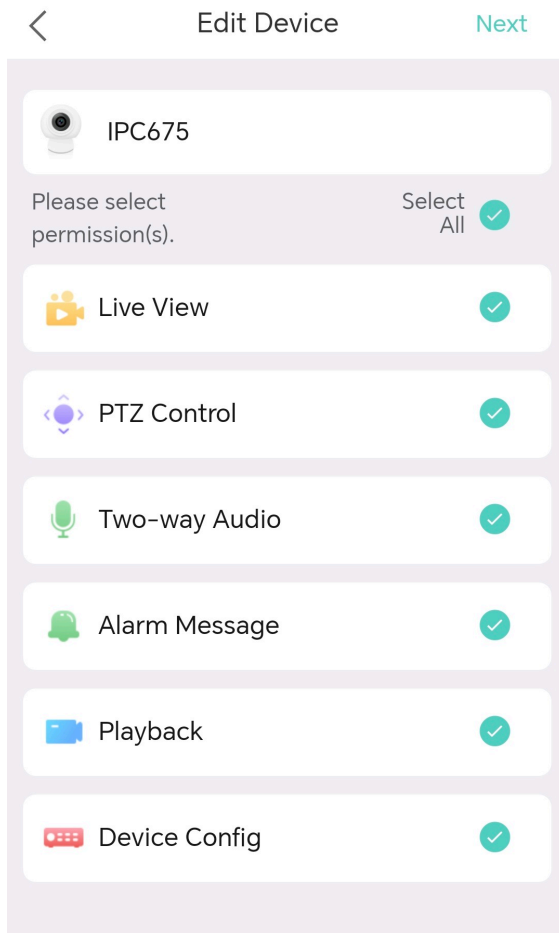 Edit Device
Next
IPC675
Please select
permission(s).
Select
All
Live View
PTZ Control
Two-way Audio
Alarm Message
Playback
Device Config